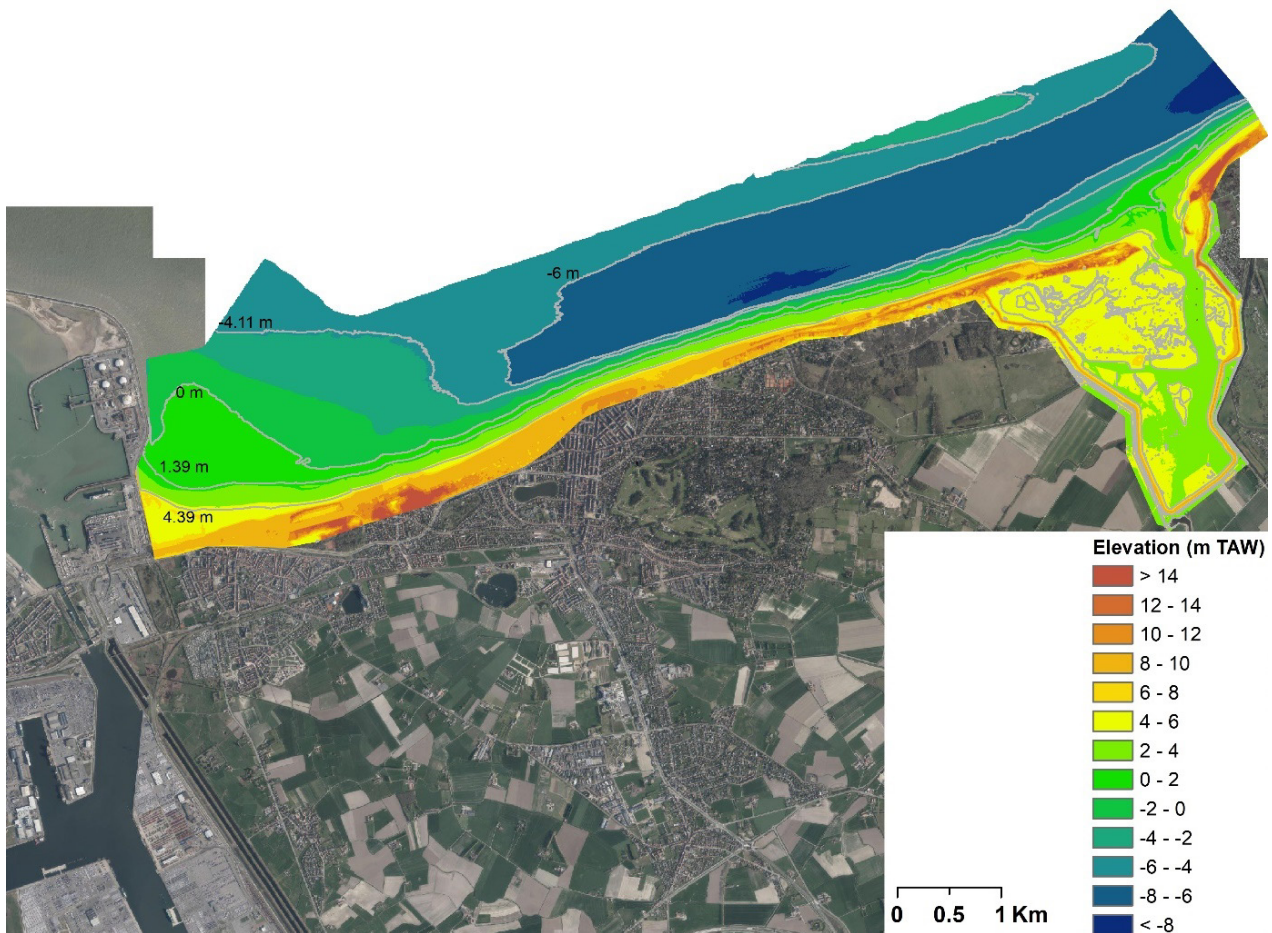 -6 m
-4.11 m
0 m
1.39 m
4.39 m
Elevation (m TAW)
> 14
12 - 14
10 - 12
8 - 10
6 - 8
4 - 6
2 - 4
0 - 2
-2 - 0
-4 - -2
-6 - -4
-8 - -6
< -8
0 0.5 1 Km